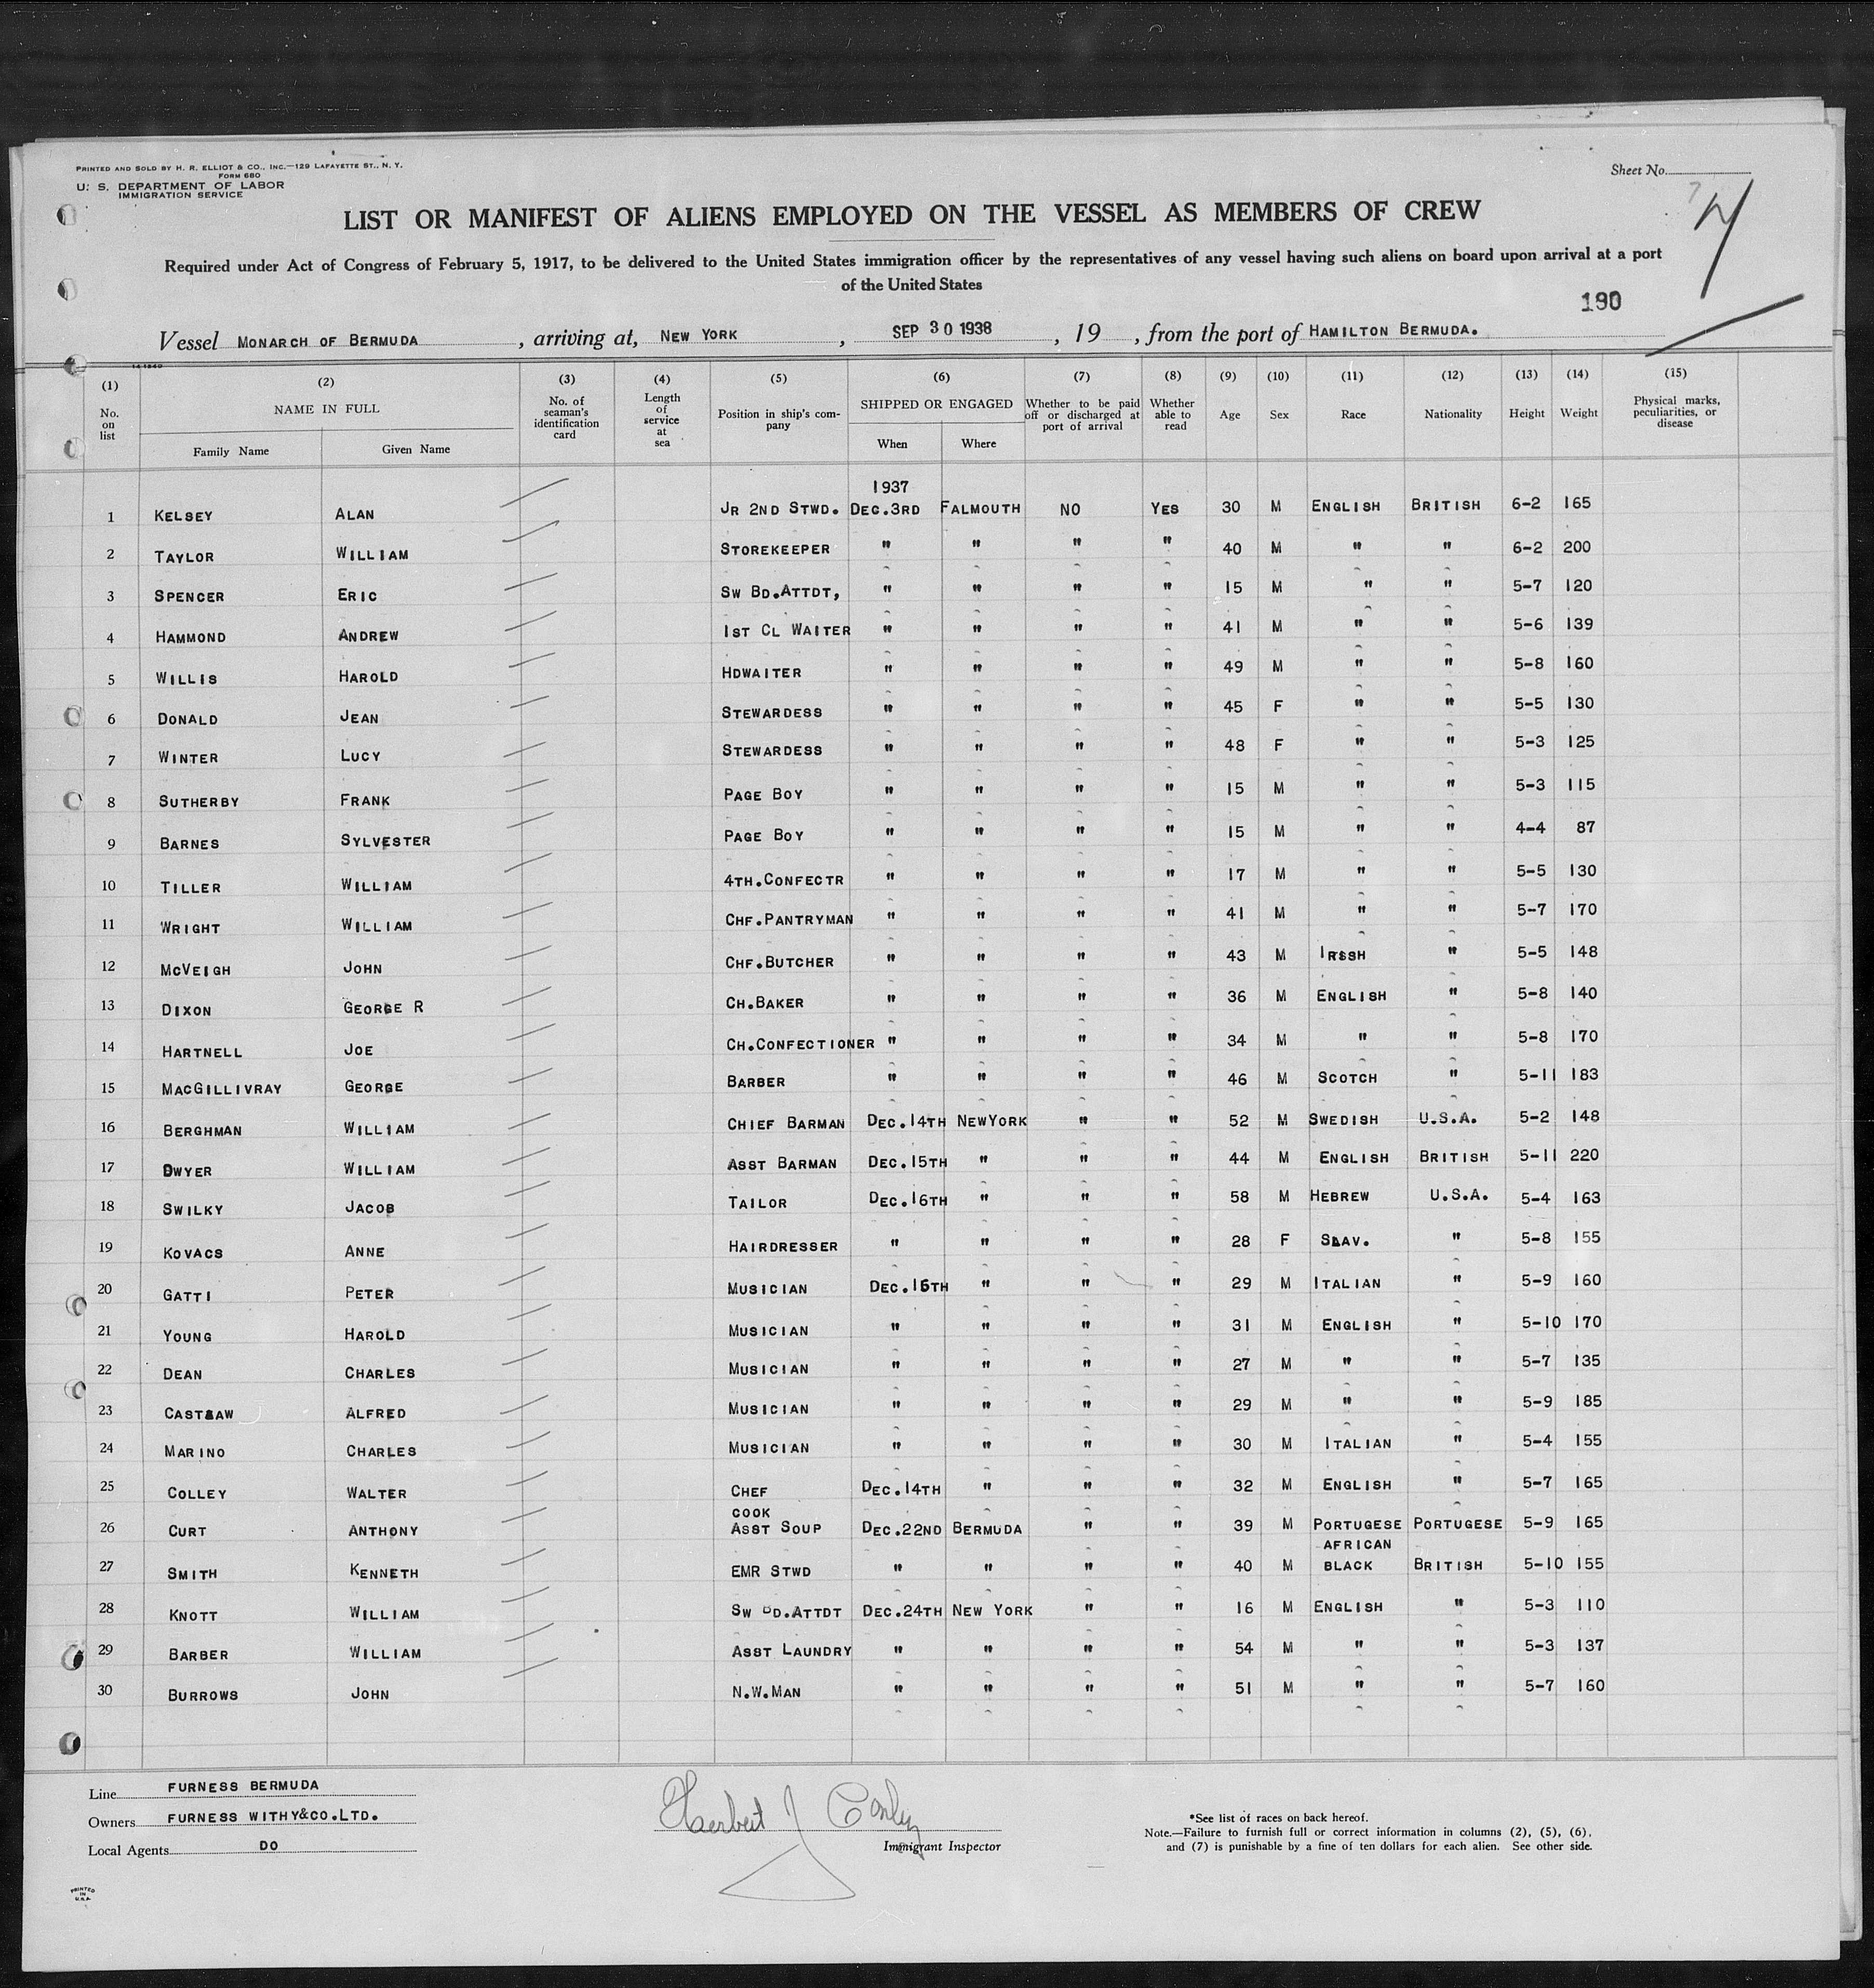 PRINTED AND SOLD BY H. R. ELLIOT & CO., INC.—129 LAFAYETTE ST., N. Y.
FORM 680
U. S. DEPARTMENT OF LABOR
IMMIGRATION SERVICE
Sheet No.
LIST OR MANIFEST OF ALIENS EMPLOYED ON THE VESSEL AS MEMBERS OF CREW
Required under Act of Congress of February 5, 1917, to be delivered to the United States immigration officer by the representatives of any vessel having such aliens on board upon arrival at a port
of the United States
190
Vessel MONARCH OF BERMUDA, arriving at, NEW YORK, SEP 30 1938, 19 , from the port of HAMILTON BERMUDA.
(1) (2) (3) (4) (5) (6) (7) (8) (9) (10) (11) (12) (13) (14) (15)
No. on list NAME IN FULL Family Name Given Name No. of seaman's identification card Length of service at sea Position in ship's company SHIPPED OR ENGAGED When Where Whether to be paid off or discharged at port of arrival Whether able to read Age Sex Race Nationality Height Weight Physical marks, peculiarities, or disease
1937
1 KELSEY ALAN JR 2ND STWD. DEC.3RD FALMOUTH NO YES 30 M ENGLISH BRITISH 6-2 165
2 TAYLOR WILLIAM STOREKEEPER " " " " 40 M " " 6-2 200
3 SPENCER ERIC SW BD.ATTDT, " " " " 15 M " " 5-7 120
4 HAMMOND ANDREW 1ST CL WAITER " " " " 41 M " " 5-6 139
5 WILLIS HAROLD HDWAITER " " " " 49 M " " 5-8 160
6 DONALD JEAN STEWARDESS " " " " 45 F " " 5-5 130
7 WINTER LUCY STEWARDESS " " " " 48 F " " 5-3 125
8 SUTHERBY FRANK PAGE BOY " " " " 15 M " " 5-3 115
9 BARNES SYLVESTER PAGE BOY " " " " 15 M " " 4-4 87
10 TILLER WILLIAM 4TH.CONFECTR " " " " 17 M " " 5-5 130
11 WRIGHT WILLIAM CHF.PANTRYMAN " " " " 41 M " " 5-7 170
12 MCVEIGH JOHN CHF.BUTCHER " " " " 43 M IRSSH " 5-5 148
13 DIXON GEORGE R CH.BAKER " " " " 36 M ENGLISH " 5-8 140
14 HARTNELL JOE CH.CONFECTIONER " " " " 34 M " " 5-8 170
15 MACGILLIVRAY GEORGE BARBER " " " " 46 M SCOTCH " 5-11 183
16 BERGHMAN WILLIAM CHIEF BARMAN DEC.14TH NEWYORK " " 52 M SWEDISH U.S.A. 5-2 148
17 DWYER WILLIAM ASST BARMAN DEC.15TH " " " 44 M ENGLISH BRITISH 5-11 220
18 SWILKY JACOB TAILOR DEC.16TH " " " 58 M HEBREW U.S.A. 5-4 163
19 KOVACS ANNE HAIRDRESSER " " " " 28 F SLAV. " 5-8 155
20 GATTI PETER MUSICIAN DEC.16TH " " " 29 M ITALIAN " 5-9 160
21 YOUNG HAROLD MUSICIAN " " " " 31 M ENGLISH " 5-10 170
22 DEAN CHARLES MUSICIAN " " " " 27 M " " 5-7 135
23 ALFRED MUSICIAN " " " " 29 M " " 5-9 185
24 MARINO CHARLES MUSICIAN " " " " 30 M ITALIAN " 5-4 155
25 COLLEY WALTER CHEF DEC.14TH " " " 32 M ENGLISH " 5-7 165
COOK
26 CURT ANTHONY ASST SOUP DEC.22ND BERMUDA " " 39 M PORTUGESE PORTUGESE 5-9 165
AFRICAN
27 SMITH KENNETH EMR STWD " " " " 40 M BLACK BRITISH 5-10 155
28 KNOTT WILLIAM SW BD.ATTDT DEC.24TH NEW YORK " " 16 M ENGLISH " 5-3 110
29 BARBER WILLIAM ASST LAUNDRY " " " " 54 M " " 5-3 137
30 BURROWS JOHN N.W.MAN " " " " 51 M " " 5-7 160
Line FURNESS BERMUDA
Owners FURNESS WITHY&CO.LTD.
Local Agents DO
Herbert J Conley
Immigrant Inspector
*See list of races on back hereof.
Note.—Failure to furnish full or correct information in columns (2), (5), (6),
and (7) is punishable by a fine of ten dollars for each alien. See other side.
PRINTED
IN
U.S.A.